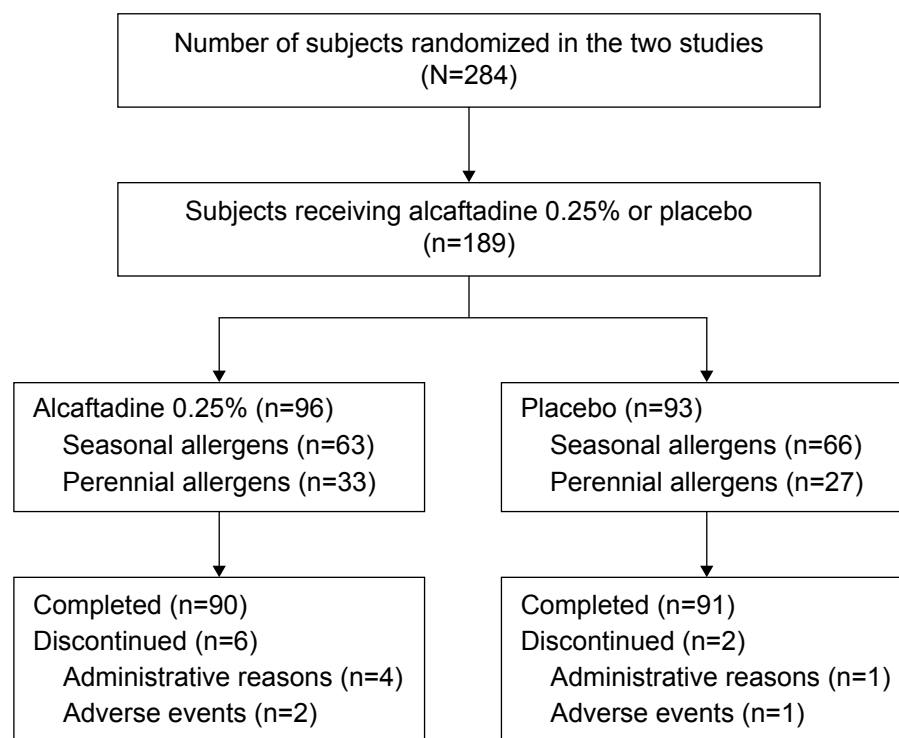 Number of subjects randomized in the two studies
(N=284)
Subjects receiving alcaftadine 0.25% or placebo
(n=189)
Alcaftadine 0.25% (n=96)
Seasonal allergens (n=63)
Perennial allergens (n=33)
Placebo (n=93)
Seasonal allergens (n=66)
Perennial allergens (n=27)
Completed (n=90)
Discontinued (n=6)
Administrative reasons (n=4)
Adverse events (n=2)
Completed (n=91)
Discontinued (n=2)
Administrative reasons (n=1)
Adverse events (n=1)